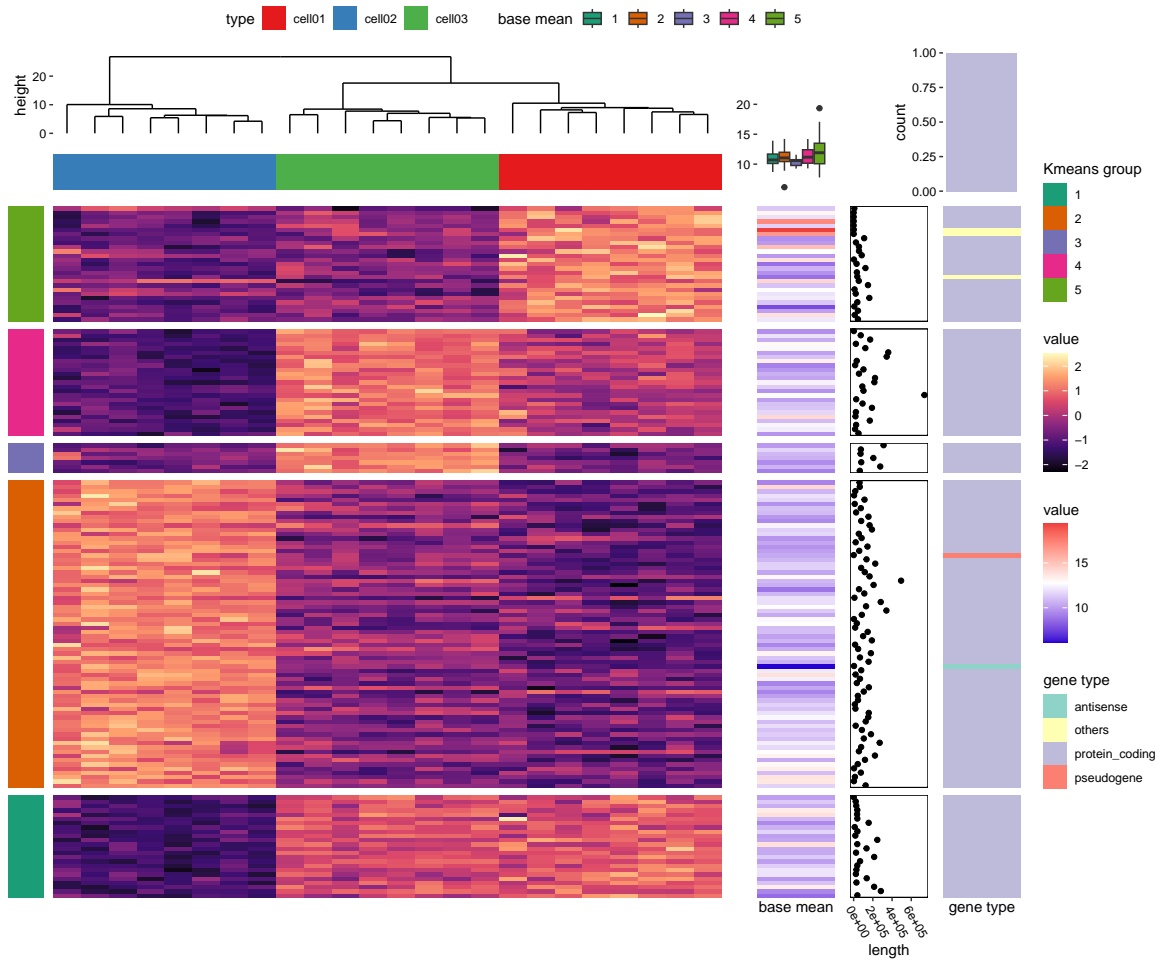 type cell01 cell02 cell03 base mean 1 2 3 4 5
height
20
10
0
20
15
10
count
1.00
0.75
0.50
0.25
0.00
Kmeans group
1
2
3
4
5
value
2
1
0
−1
−2
value
15
10
gene type
antisense
others
protein_coding
pseudogene
base mean
0e+00
2e+05
4e+05
6e+05
length
gene type